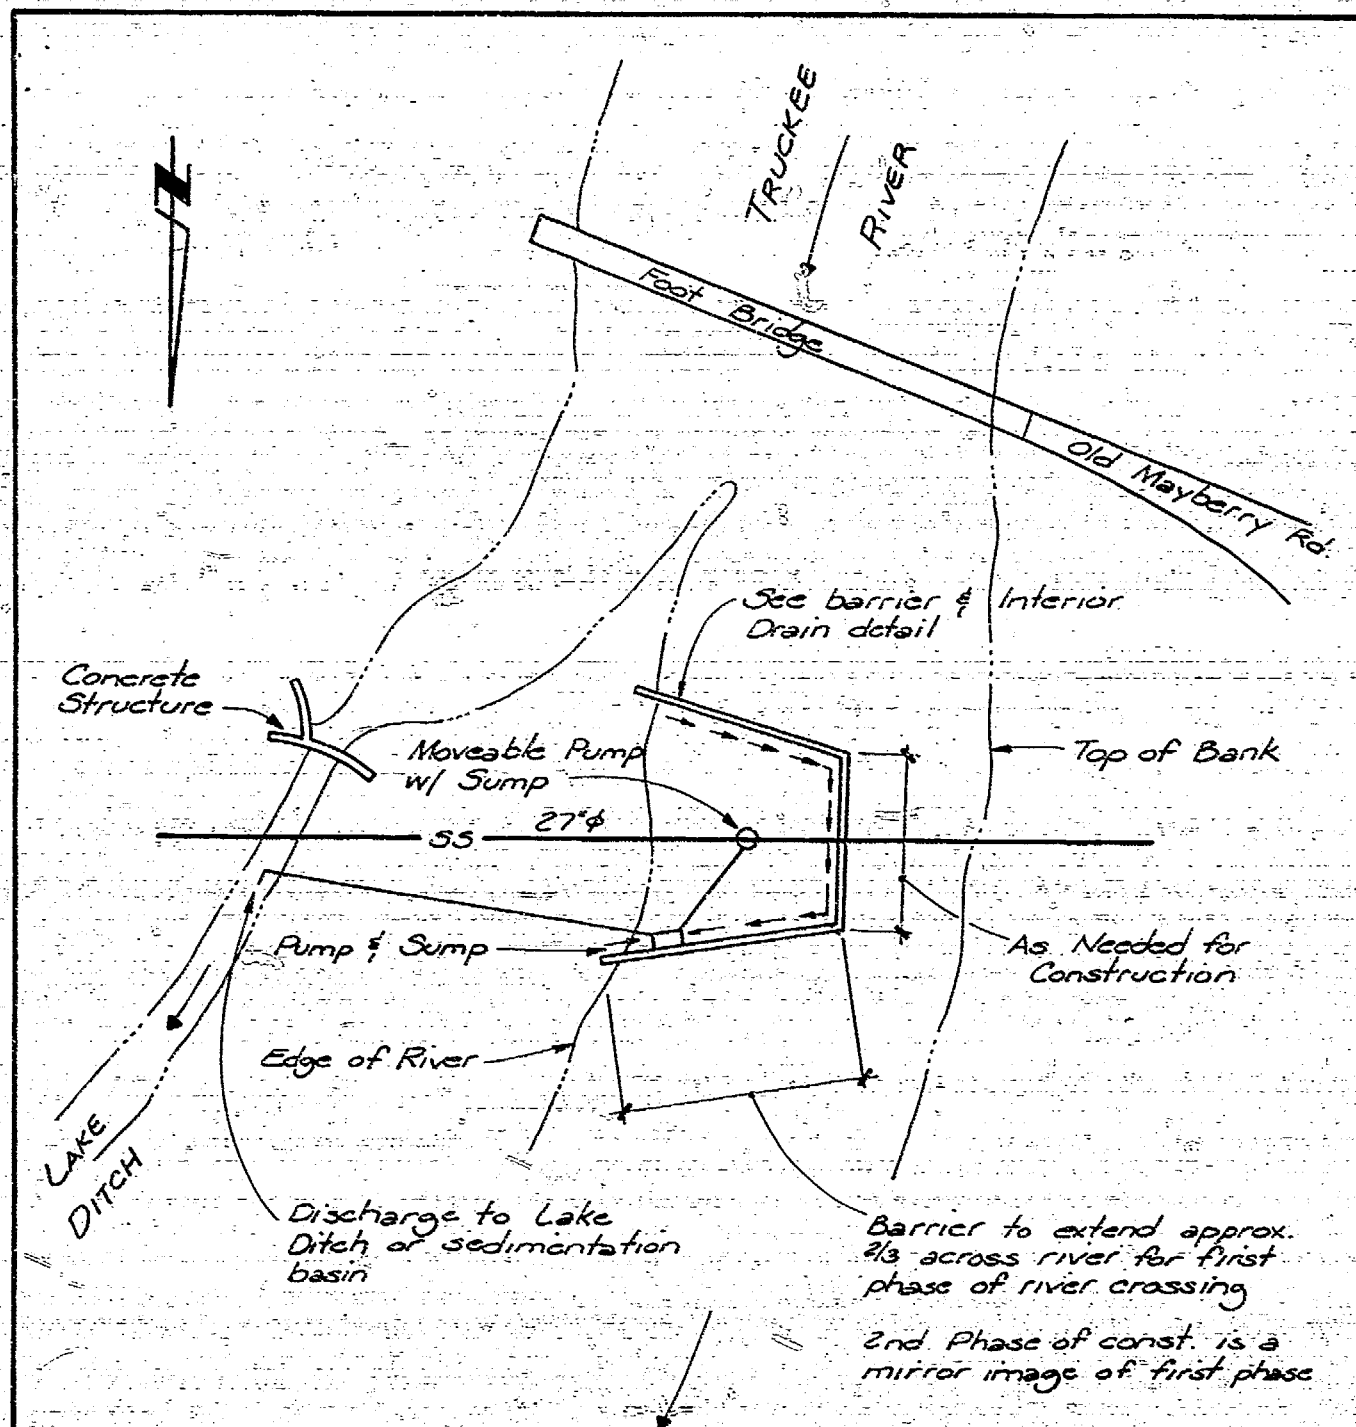 TRUCKEE
RIVER
N
Foot Bridge
Old Mayberry Rd.
See barrier & Interior
Drain detail
Concrete
Structure
Moveable Pump
w/ Sump
Top of Bank
SS
27"φ
Pump & Sump
As Needed for
Construction
Edge of River
LAKE
DITCH
Discharge to Lake
Ditch or sedimentation
basin
Barrier to extend approx.
2/3 across river for first
phase of river crossing
2nd Phase of const. is a
mirror image of first phase